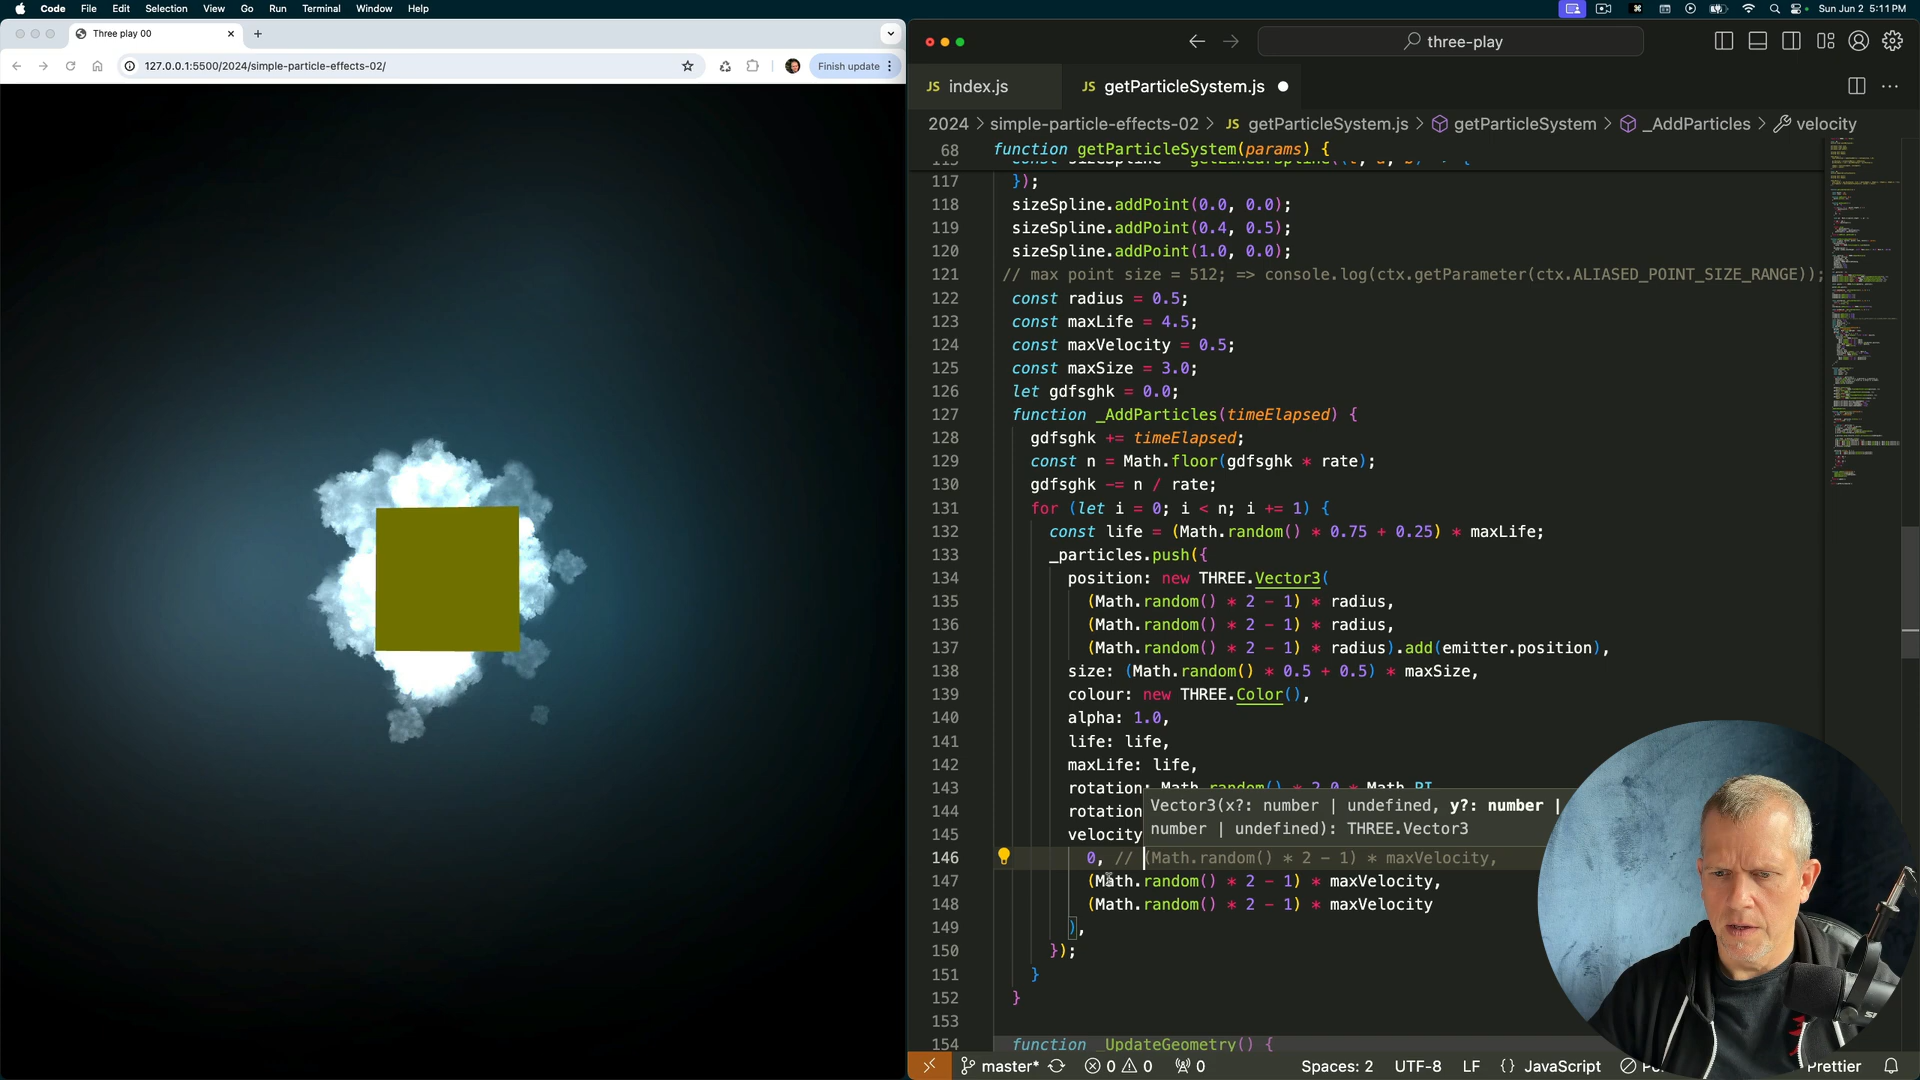 Code File Edit Selection View Go Run Terminal Window Help
Sun Jun 2 5:11 PM
Three play 00
127.0.0.1:5500/2024/simple-particle-effects-02/
Finish update
three-play
JS index.js
JS getParticleSystem.js
2024 > simple-particle-effects-02 > JS getParticleSystem.js > getParticleSystem > _AddParticles > velocity
68 function getParticleSystem(params) {
117 });
118 sizeSpline.addPoint(0.0, 0.0);
119 sizeSpline.addPoint(0.4, 0.5);
120 sizeSpline.addPoint(1.0, 0.0);
121 // max point size = 512; => console.log(ctx.getParameter(ctx.ALIASED_POINT_SIZE_RANGE));
122 const radius = 0.5;
123 const maxLife = 4.5;
124 const maxVelocity = 0.5;
125 const maxSize = 3.0;
126 let gdfsghk = 0.0;
127 function _AddParticles(timeElapsed) {
128 gdfsghk += timeElapsed;
129 const n = Math.floor(gdfsghk * rate);
130 gdfsghk -= n / rate;
131 for (let i = 0; i < n; i += 1) {
132 const life = (Math.random() * 0.75 + 0.25) * maxLife;
133 _particles.push({
134 position: new THREE.Vector3(
135 (Math.random() * 2 - 1) * radius,
136 (Math.random() * 2 - 1) * radius,
137 (Math.random() * 2 - 1) * radius).add(emitter.position),
138 size: (Math.random() * 0.5 + 0.5) * maxSize,
139 colour: new THREE.Color(),
140 alpha: 1.0,
141 life: life,
142 maxLife: life,
143 rotation: Math.random() * 2.0 * Math.PI
144 rotation
145 velocity
Vector3(x?: number | undefined, y?: number |
number | undefined): THREE.Vector3
146 0, // (Math.random() * 2 - 1) * maxVelocity,
147 (Math.random() * 2 - 1) * maxVelocity,
148 (Math.random() * 2 - 1) * maxVelocity
149 ),
150 });
151 }
152 }
153
154 function _UpdateGeometry() {
master* 0 0 0 Spaces: 2 UTF-8 LF {} JavaScript Prettier